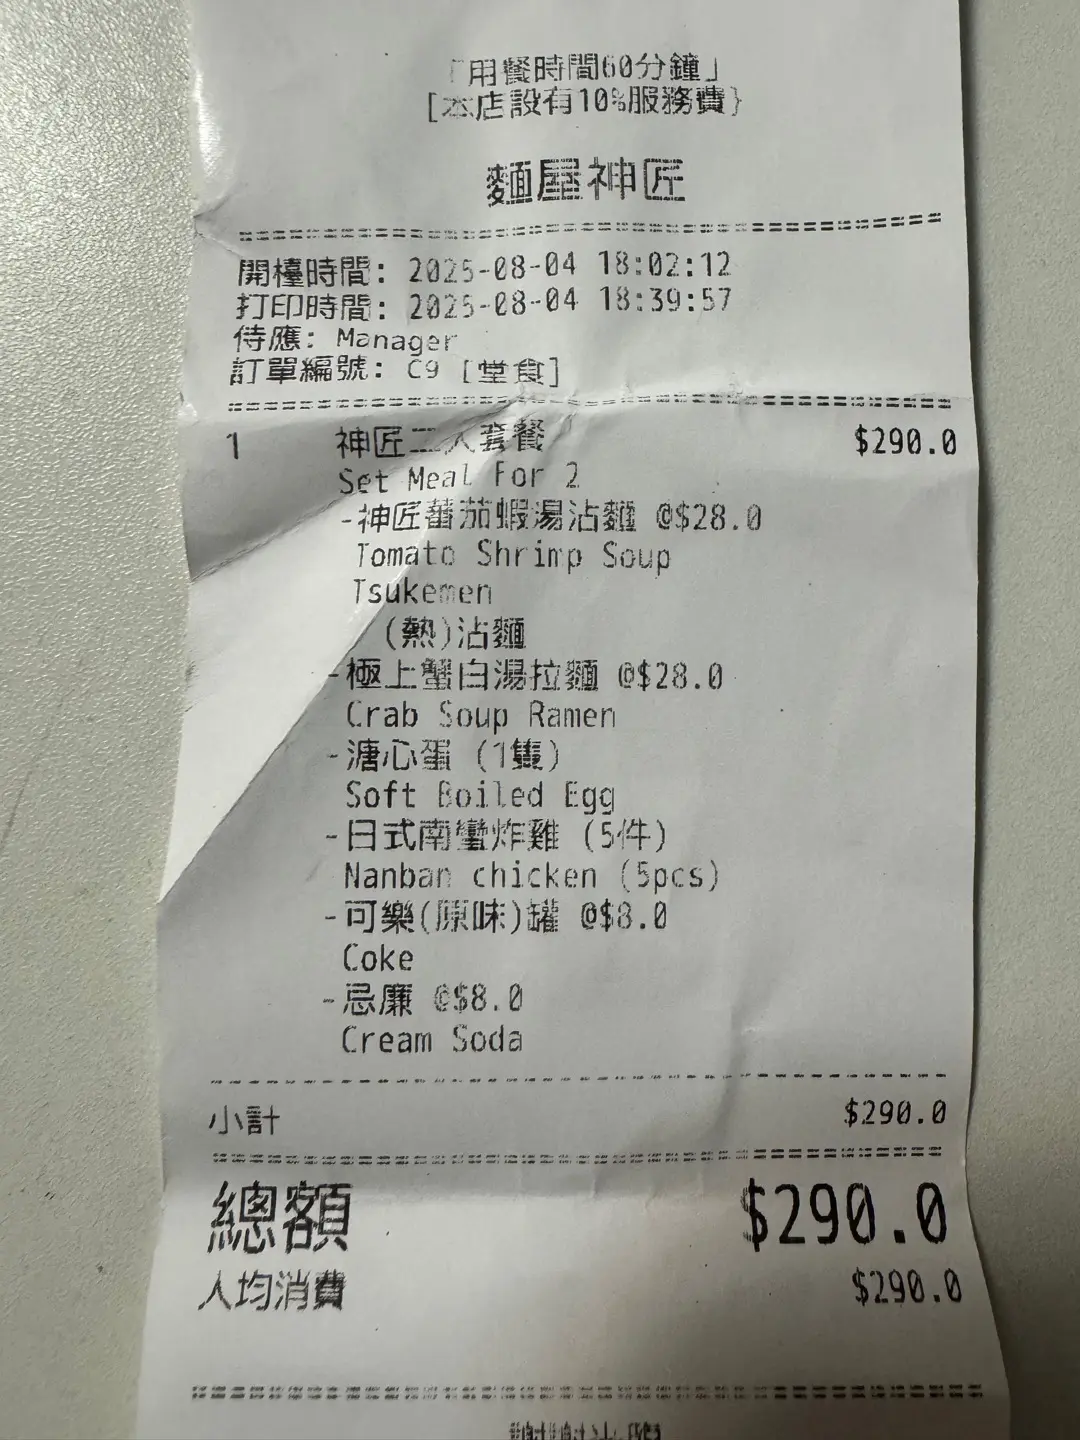 「用餐時間60分鐘」
[本店設有10%服務費}
麵屋神匠
開檯時間: 2025-08-04 18:02:12
打印時間: 2025-08-04 18:39:57
侍應: Manager
訂單編號: C9 [堂食]
1 神匠二人套餐 $290.0
Set Meal For 2
-神匠蕃茄蝦湯沾麵 @$28.0
Tomato Shrimp Soup
Tsukemen
(熱)沾麵
-極上蟹白湯拉麵 @$28.0
Crab Soup Ramen
-溏心蛋 (1隻)
Soft Boiled Egg
-日式南蠻炸雞 (5件)
Nanban chicken (5pcs)
-可樂(原味)罐 @$8.0
Coke
-忌廉 @$8.0
Cream Soda
小計 $290.0
總額 $290.0
人均消費 $290.0